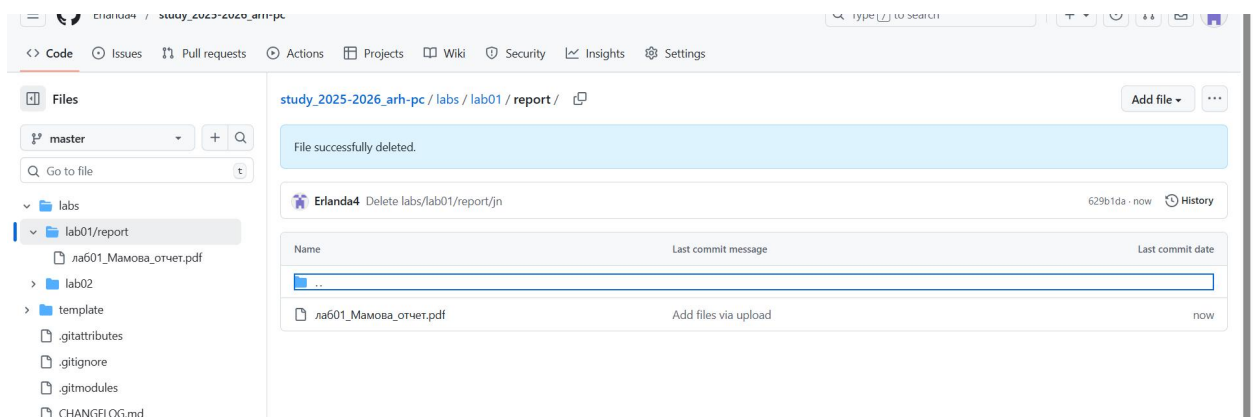 Erlanda4 / study_2025-2026_arh-pc
Type / to search
Code Issues Pull requests Actions Projects Wiki Security Insights Settings
Files
master
Go to file t
labs
lab01/report
ла601_Мамова_отчет.pdf
lab02
template
.gitattributes
.gitignore
.gitmodules
CHANGELOG.md
study_2025-2026_arh-pc / labs / lab01 / report /
Add file
File successfully deleted.
Erlanda4 Delete labs/lab01/report/jn 629b1da · now History
Name Last commit message Last commit date
..
ла601_Мамова_отчет.pdf Add files via upload now